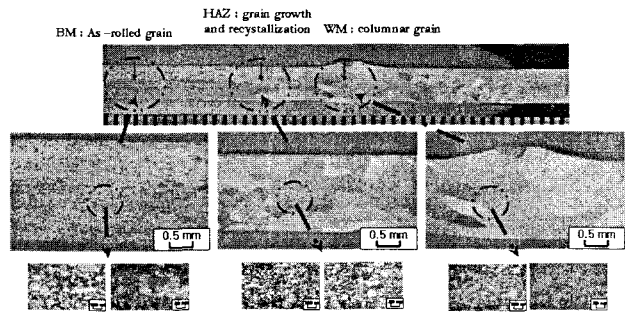 BM : As -rolled grain
HAZ : grain growth
and recystallization
WM : columnar grain
0.5 mm
0.5 mm
0.5 mm